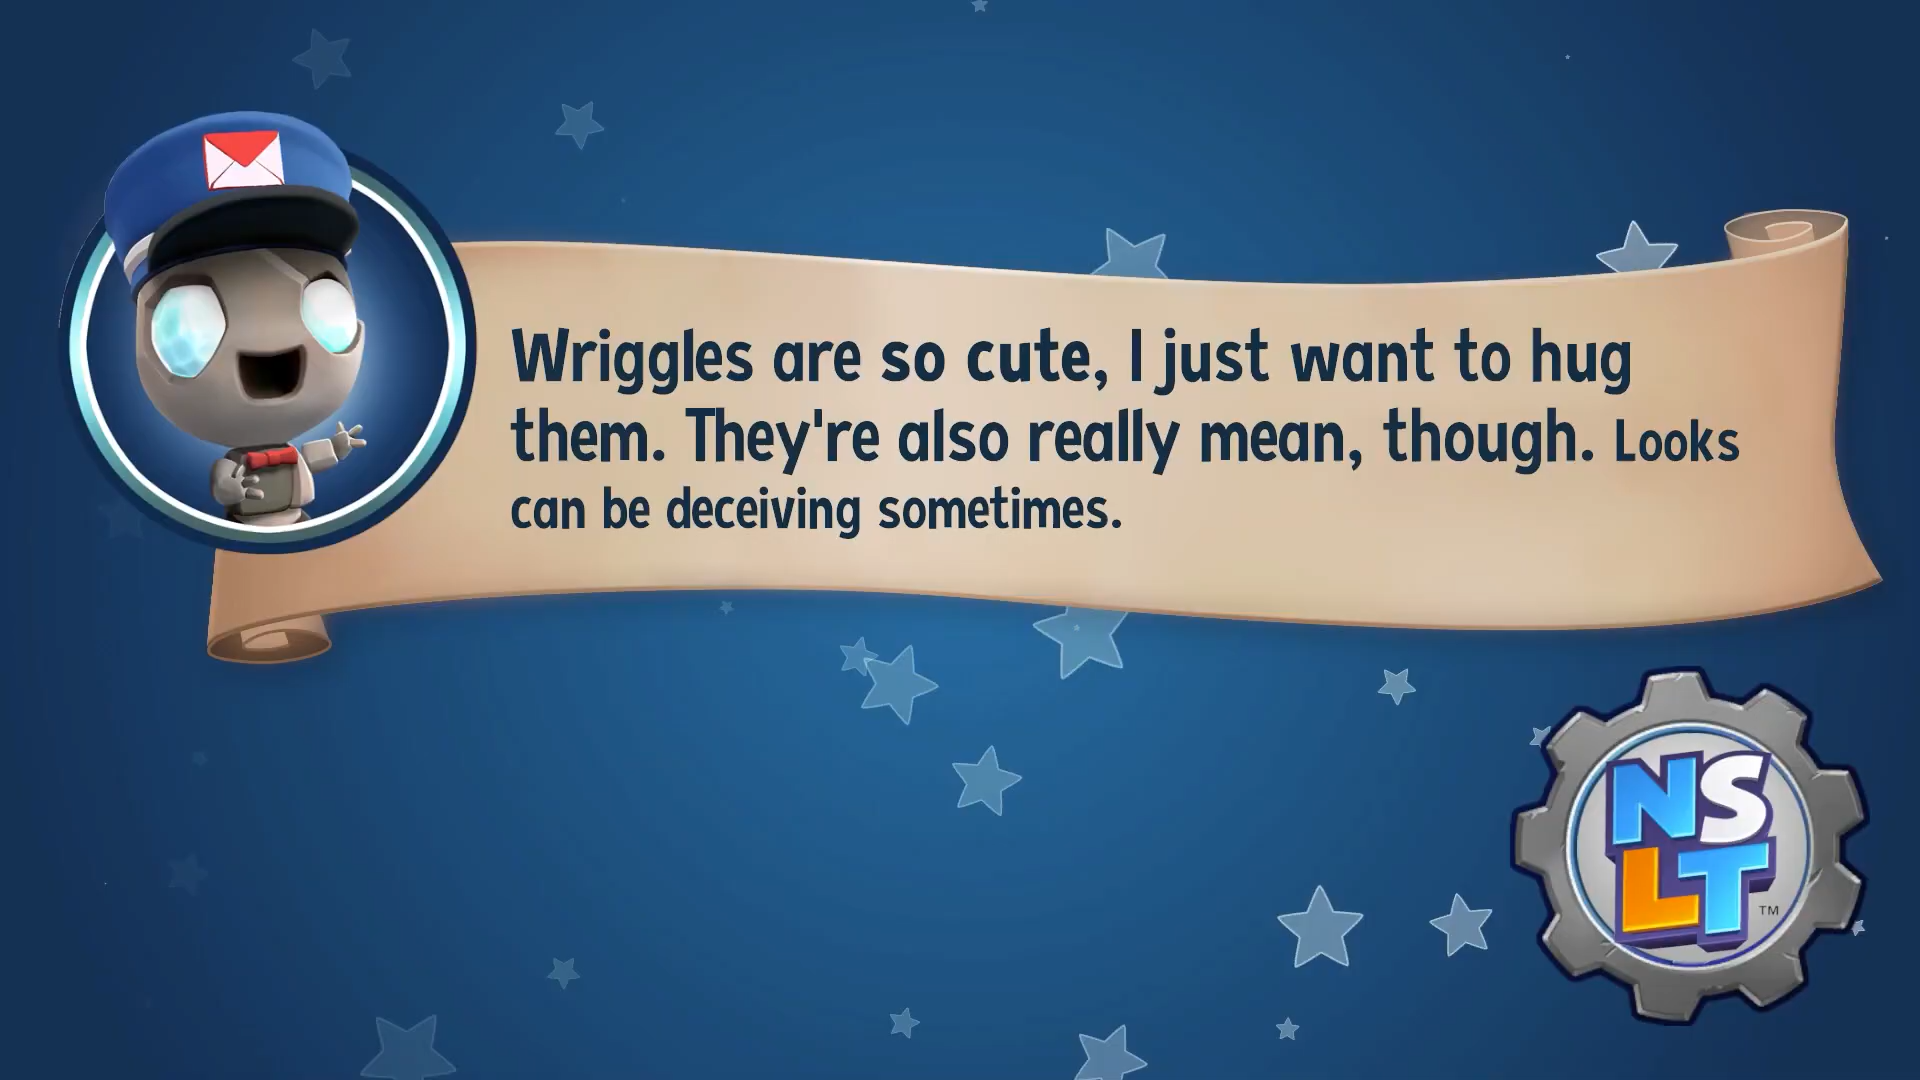 Wriggles are so cute, I just want to hug
them. They're also really mean, though. Looks
can be deceiving sometimes.
NS
LT
TM